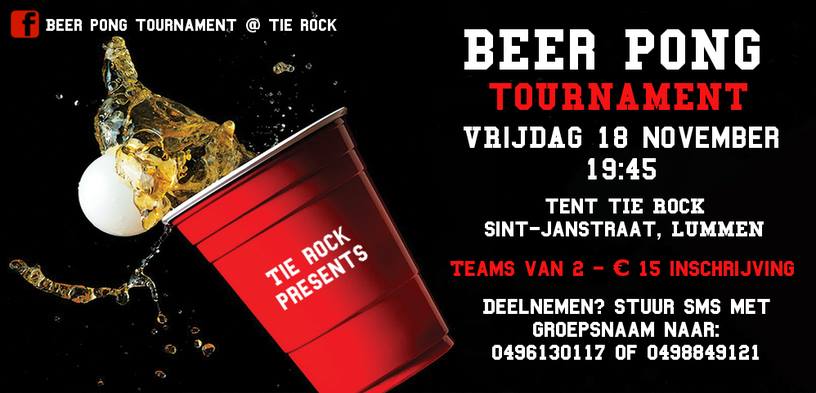 f BEER PONG TOURNAMENT @ TIE ROCK
BEER PONG
TOURNAMENT
VRIJDAG 18 NOVEMBER
19:45
TENT TIE ROCK
SINT-JANSTRAAT, LUMMEN
TEAMS VAN 2 - € 15 INSCHRIJVING
DEELNEMEN? STUUR SMS MET
GROEPSNAAM NAAR:
0496130117 OF 0498849121
TIE ROCK
PRESENTS